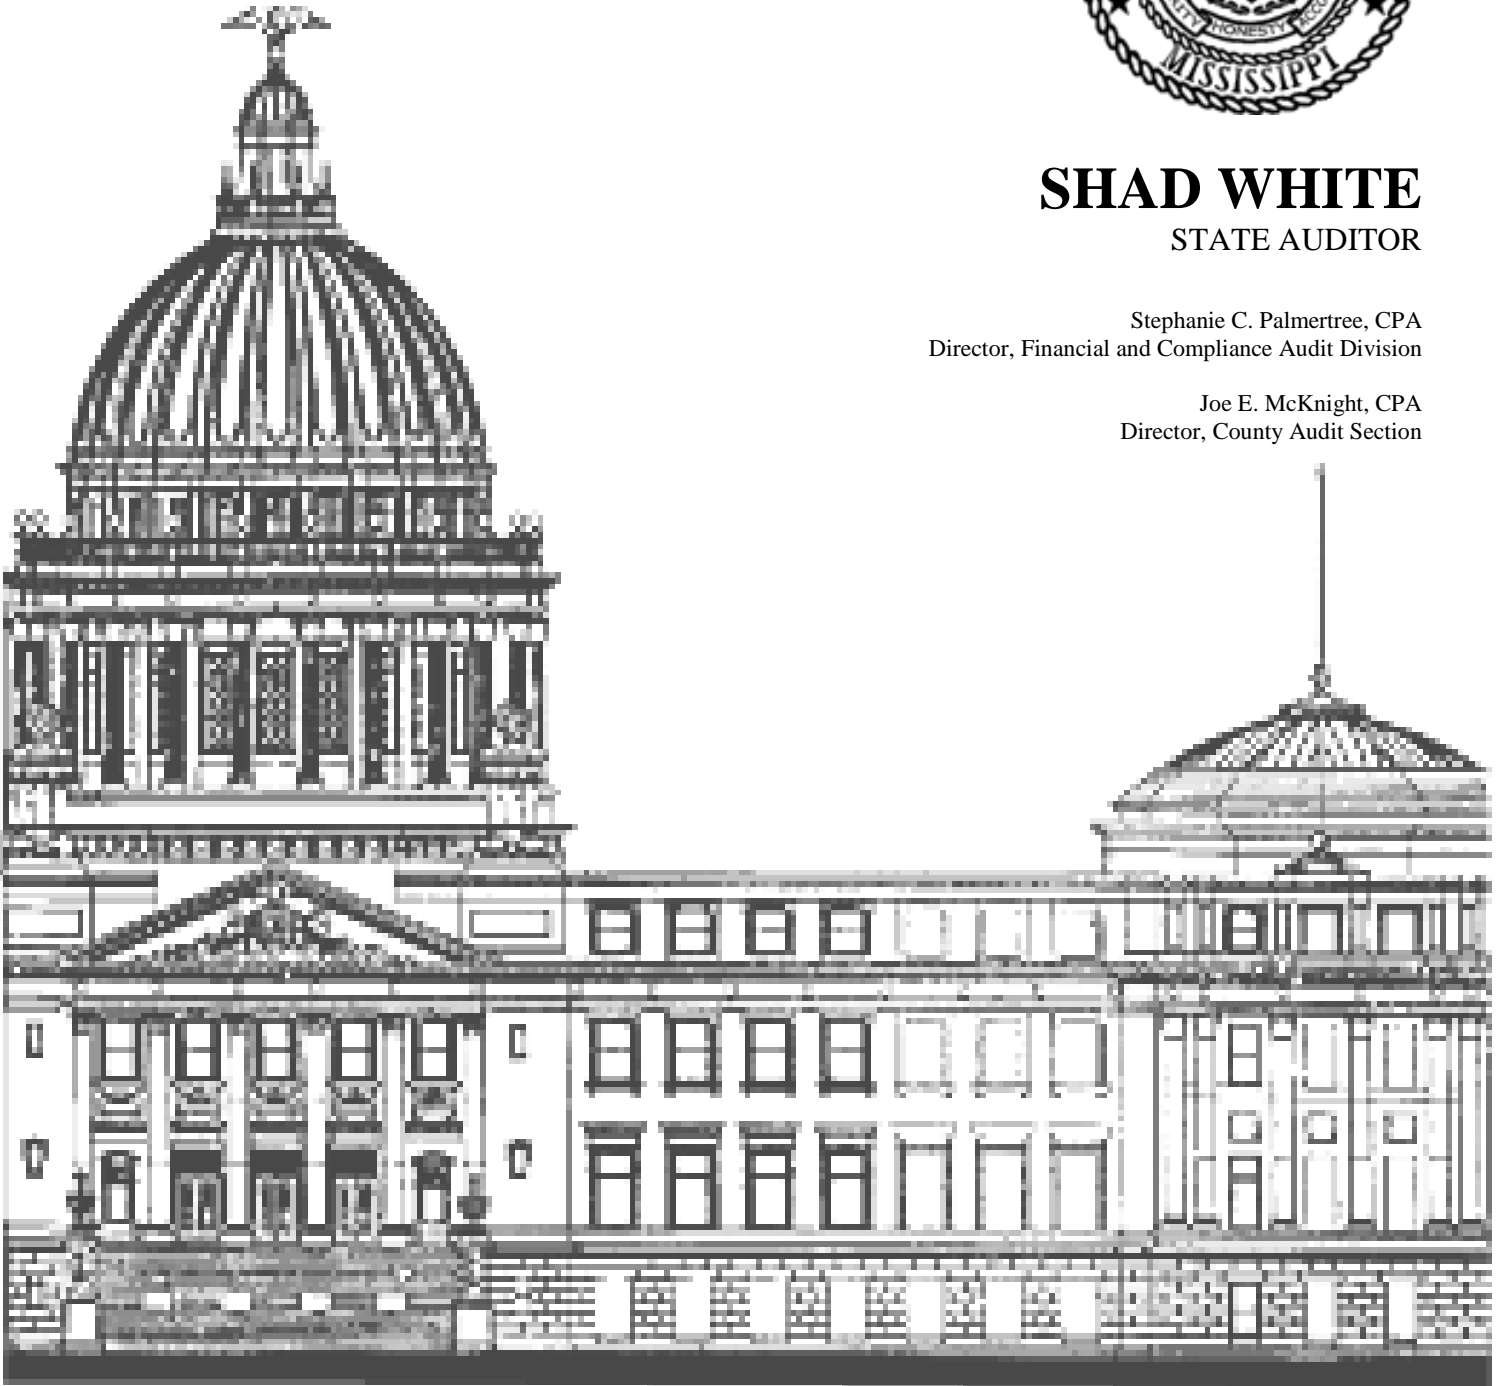 HONESTY
MISSISSIPPI
SHAD WHITE
STATE AUDITOR
Stephanie C. Palmertree, CPA
Director, Financial and Compliance Audit Division
Joe E. McKnight, CPA
Director, County Audit Section